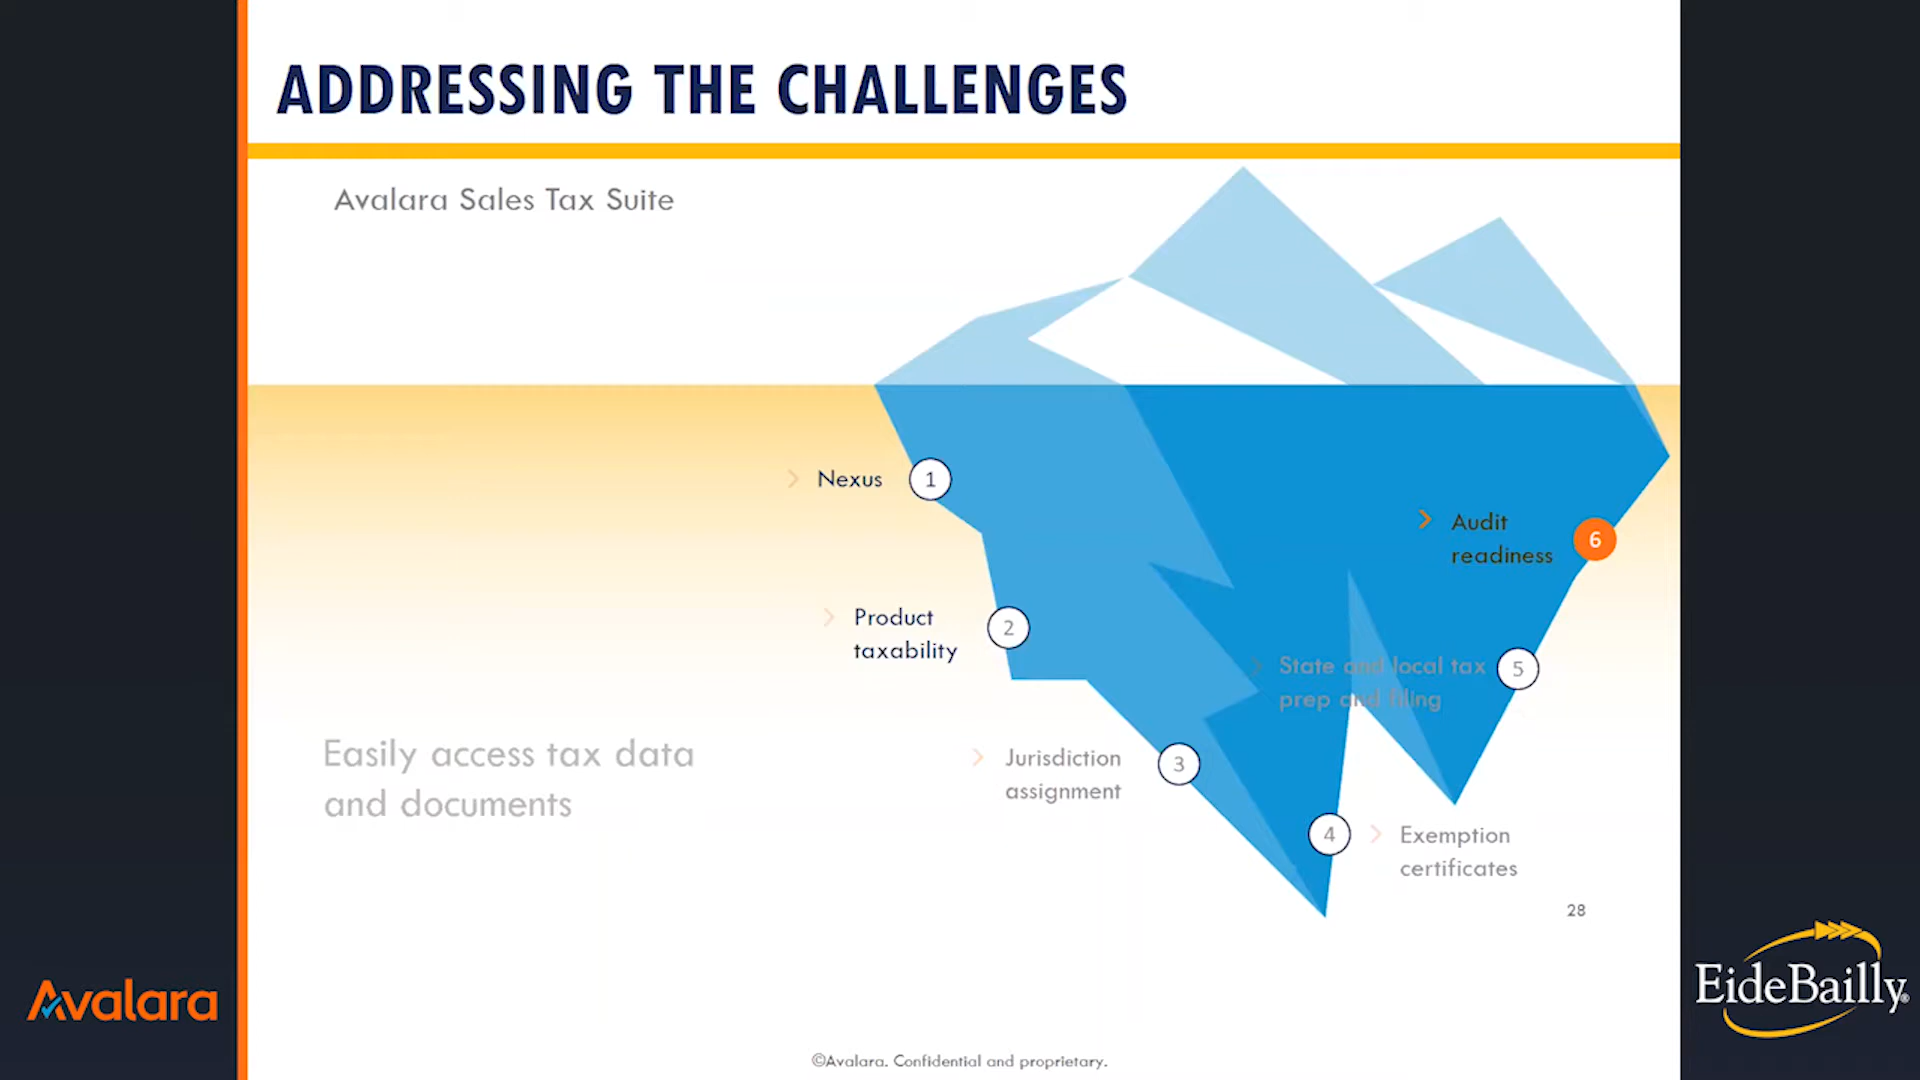 ADDRESSING THE CHALLENGES
Avalara Sales Tax Suite
Nexus
1
Audit
readiness
6
Product
taxability
2
State and local tax
prep and filing
5
Easily access tax data
and documents
Jurisdiction
assignment
3
4
Exemption
certificates
28
Avalara
EideBailly®
©Avalara. Confidential and proprietary.